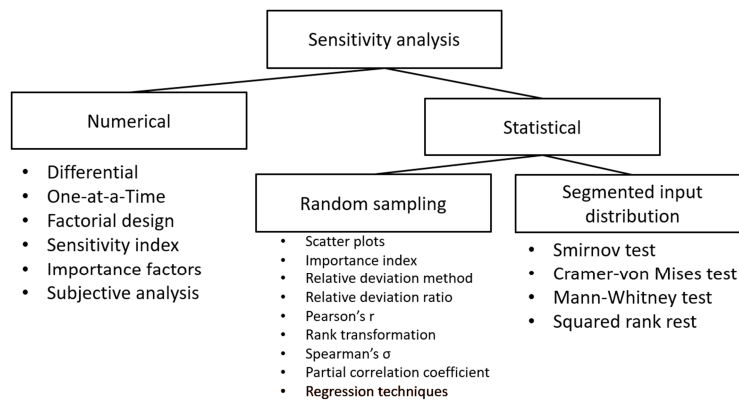 Sensitivity analysis
Numerical
• Differential
• One-at-a-Time
• Factorial design
• Sensitivity index
• Importance factors
• Subjective analysis
Statistical
Random sampling
• Scatter plots
• Importance index
• Relative deviation method
• Relative deviation ratio
• Pearson's r
• Rank transformation
• Spearman's σ
• Partial correlation coefficient
• Regression techniques
Segmented input
distribution
• Smirnov test
• Cramer-von Mises test
• Mann-Whitney test
• Squared rank rest